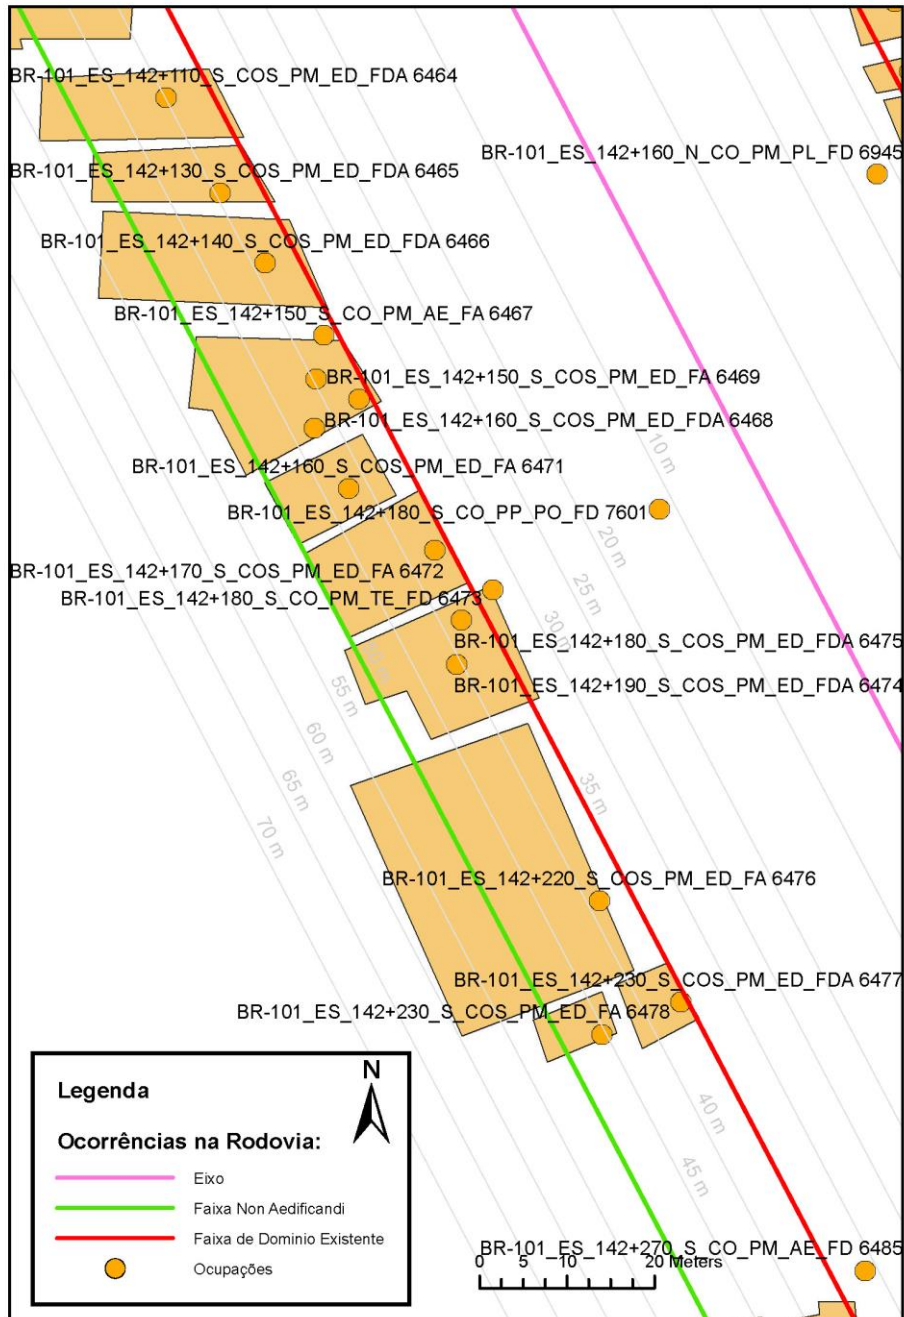 BR-101_ES_142+110_S_COS_PM_ED_FDA 6464
BR-101_ES_142+160_N_CO_PM_PL_FD 6945
BR-101_ES_142+130_S_COS_PM_ED_FDA 6465
BR-101_ES_142+140_S_COS_PM_ED_FDA 6466
BR-101_ES_142+150_S_CO_PM_AE_FA 6467
BR-101_ES_142+150_S_COS_PM_ED_FA 6469
BR-101_ES_142+160_S_COS_PM_ED_FDA 6468
10 m
BR-101_ES_142+160_S_COS_PM_ED_FA 6471
BR-101_ES_142+180_S_CO_PP_PO_FD 7601
20 m
BR-101_ES_142+170_S_COS_PM_ED_FA 6472
25 m
BR-101_ES_142+180_S_CO_PM_TE_FD 6473
30 m
BR-101_ES_142+180_S_COS_PM_ED_FDA 6475
BR-101_ES_142+190_S_COS_PM_ED_FDA 6474
55 m
60 m
65 m
35 m
70 m
BR-101_ES_142+220_S_COS_PM_ED_FA 6476
BR-101_ES_142+230_S_COS_PM_ED_FDA 6477
BR-101_ES_142+230_S_COS_PM_ED_FA 6478
40 m
45 m
N
Legenda
Ocorrências na Rodovia:
Eixo
Faixa Non Aedificandi
Faixa de Dominio Existente
Ocupações
BR-101_ES_142+270_S_CO_PM_AE_FD 6485
0 5 10 20 Meters